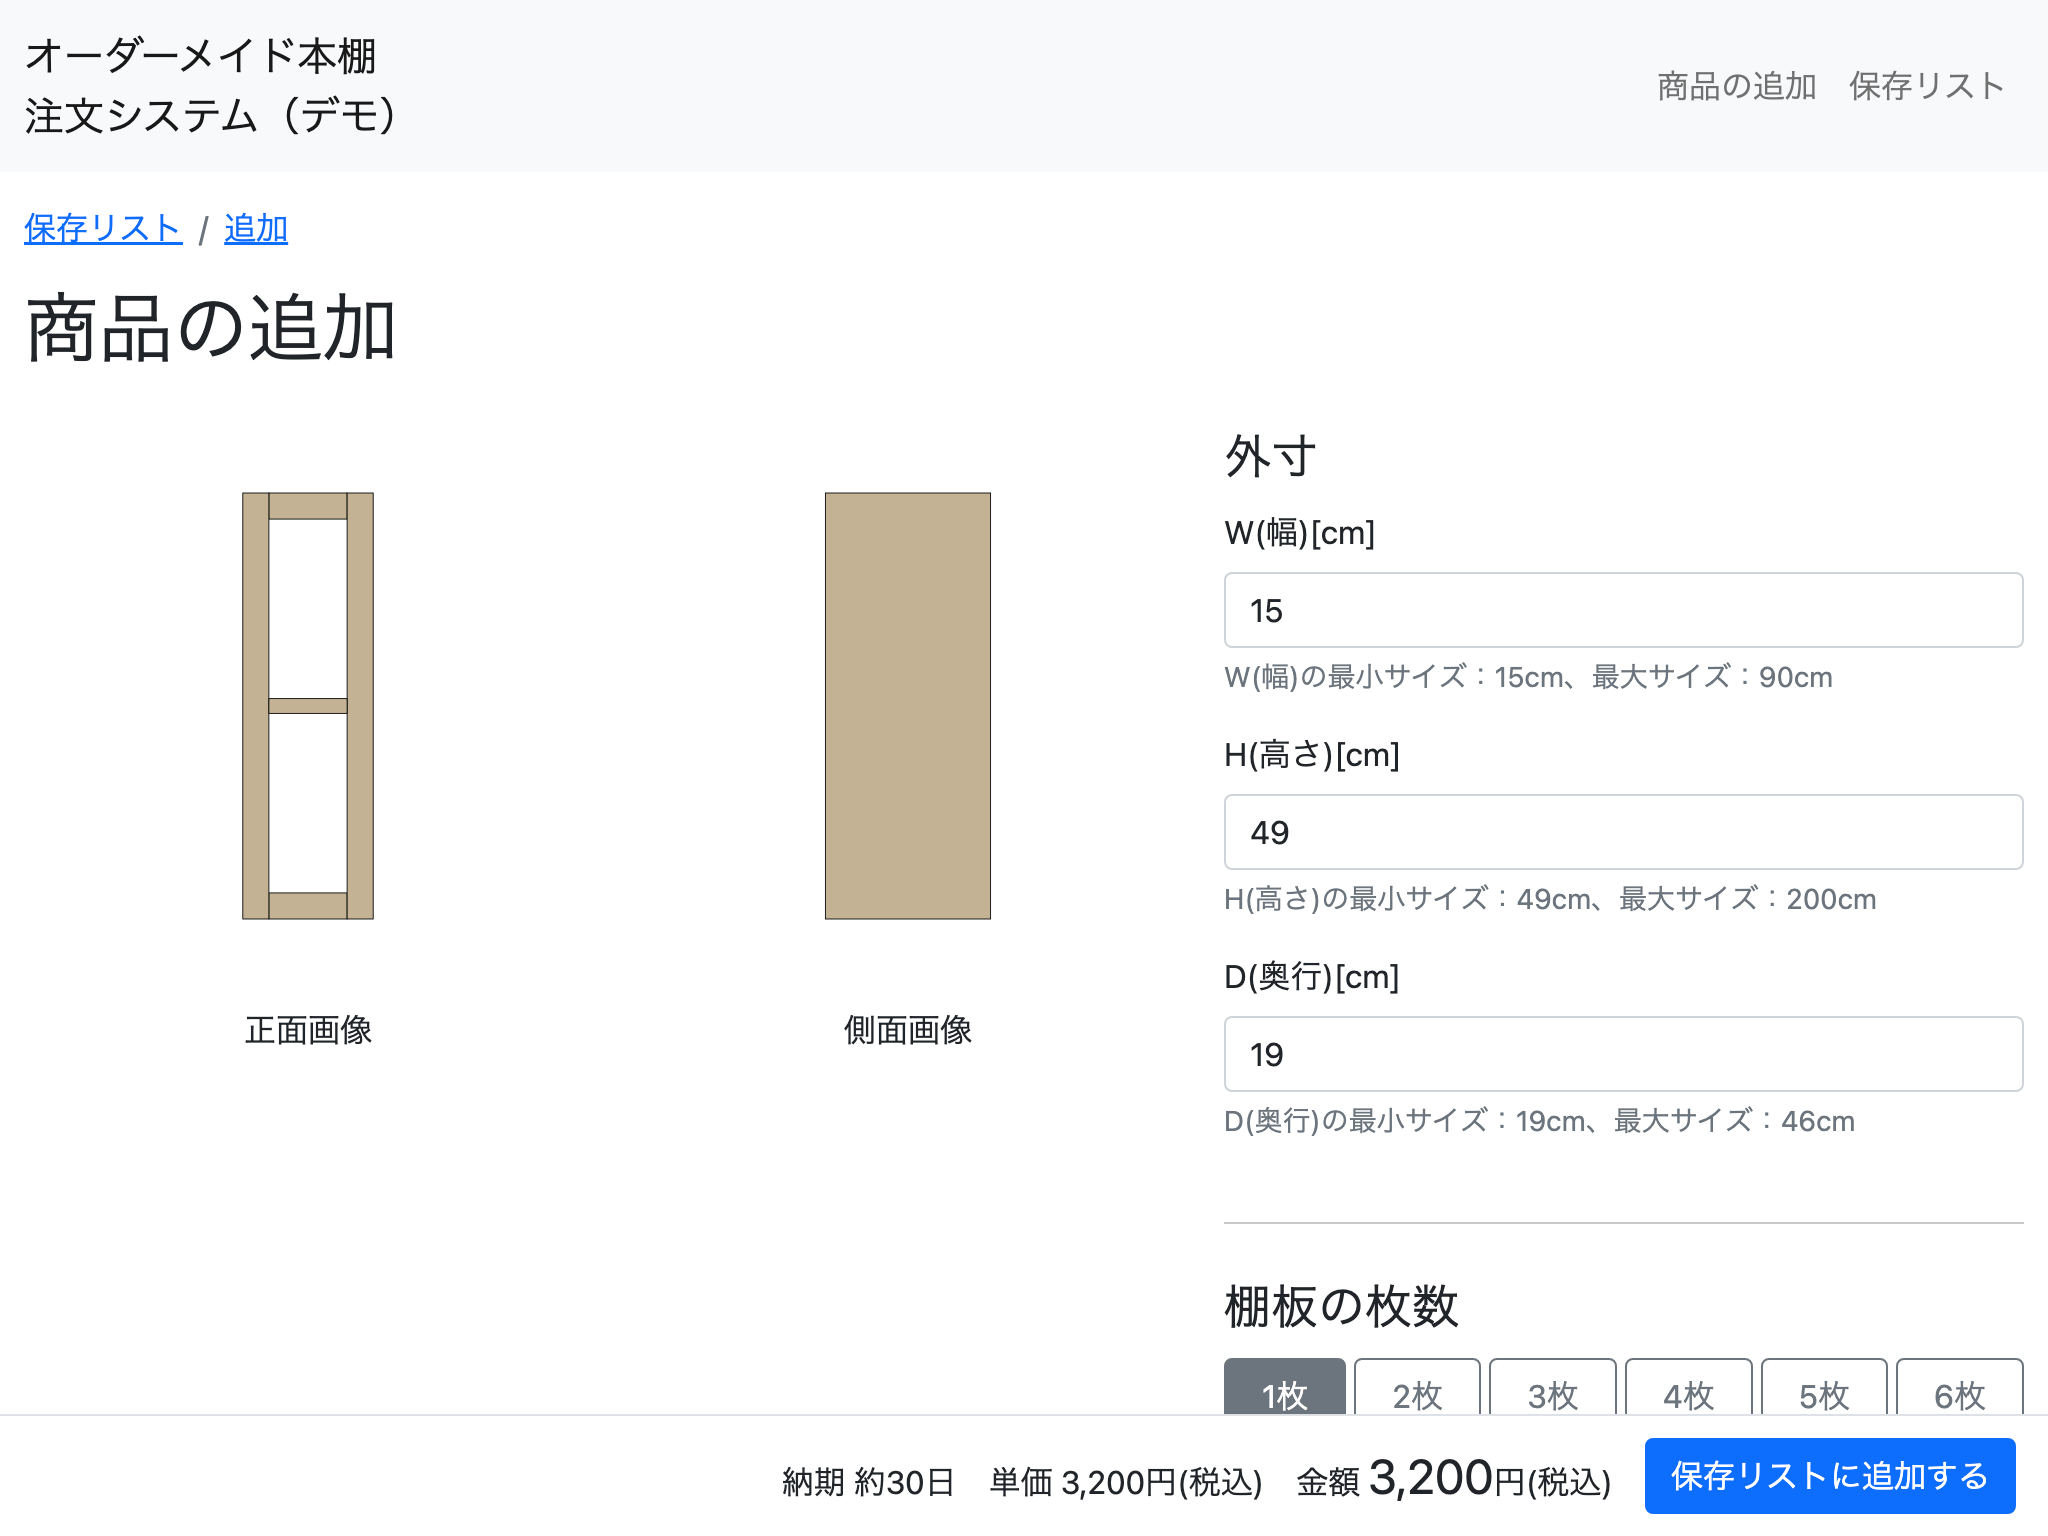 オーダーメイド本棚
注文システム（デモ）
商品の追加 保存リスト
保存リスト / 追加
商品の追加
正面画像
側面画像
外寸
W(幅)[cm]
15
W(幅)の最小サイズ：15cm、最大サイズ：90cm
H(高さ)[cm]
49
H(高さ)の最小サイズ：49cm、最大サイズ：200cm
D(奥行)[cm]
19
D(奥行)の最小サイズ：19cm、最大サイズ：46cm
棚板の枚数
1枚 2枚 3枚 4枚 5枚 6枚
納期 約30日 単価 3,200円(税込) 金額 3,200円(税込) 保存リストに追加する